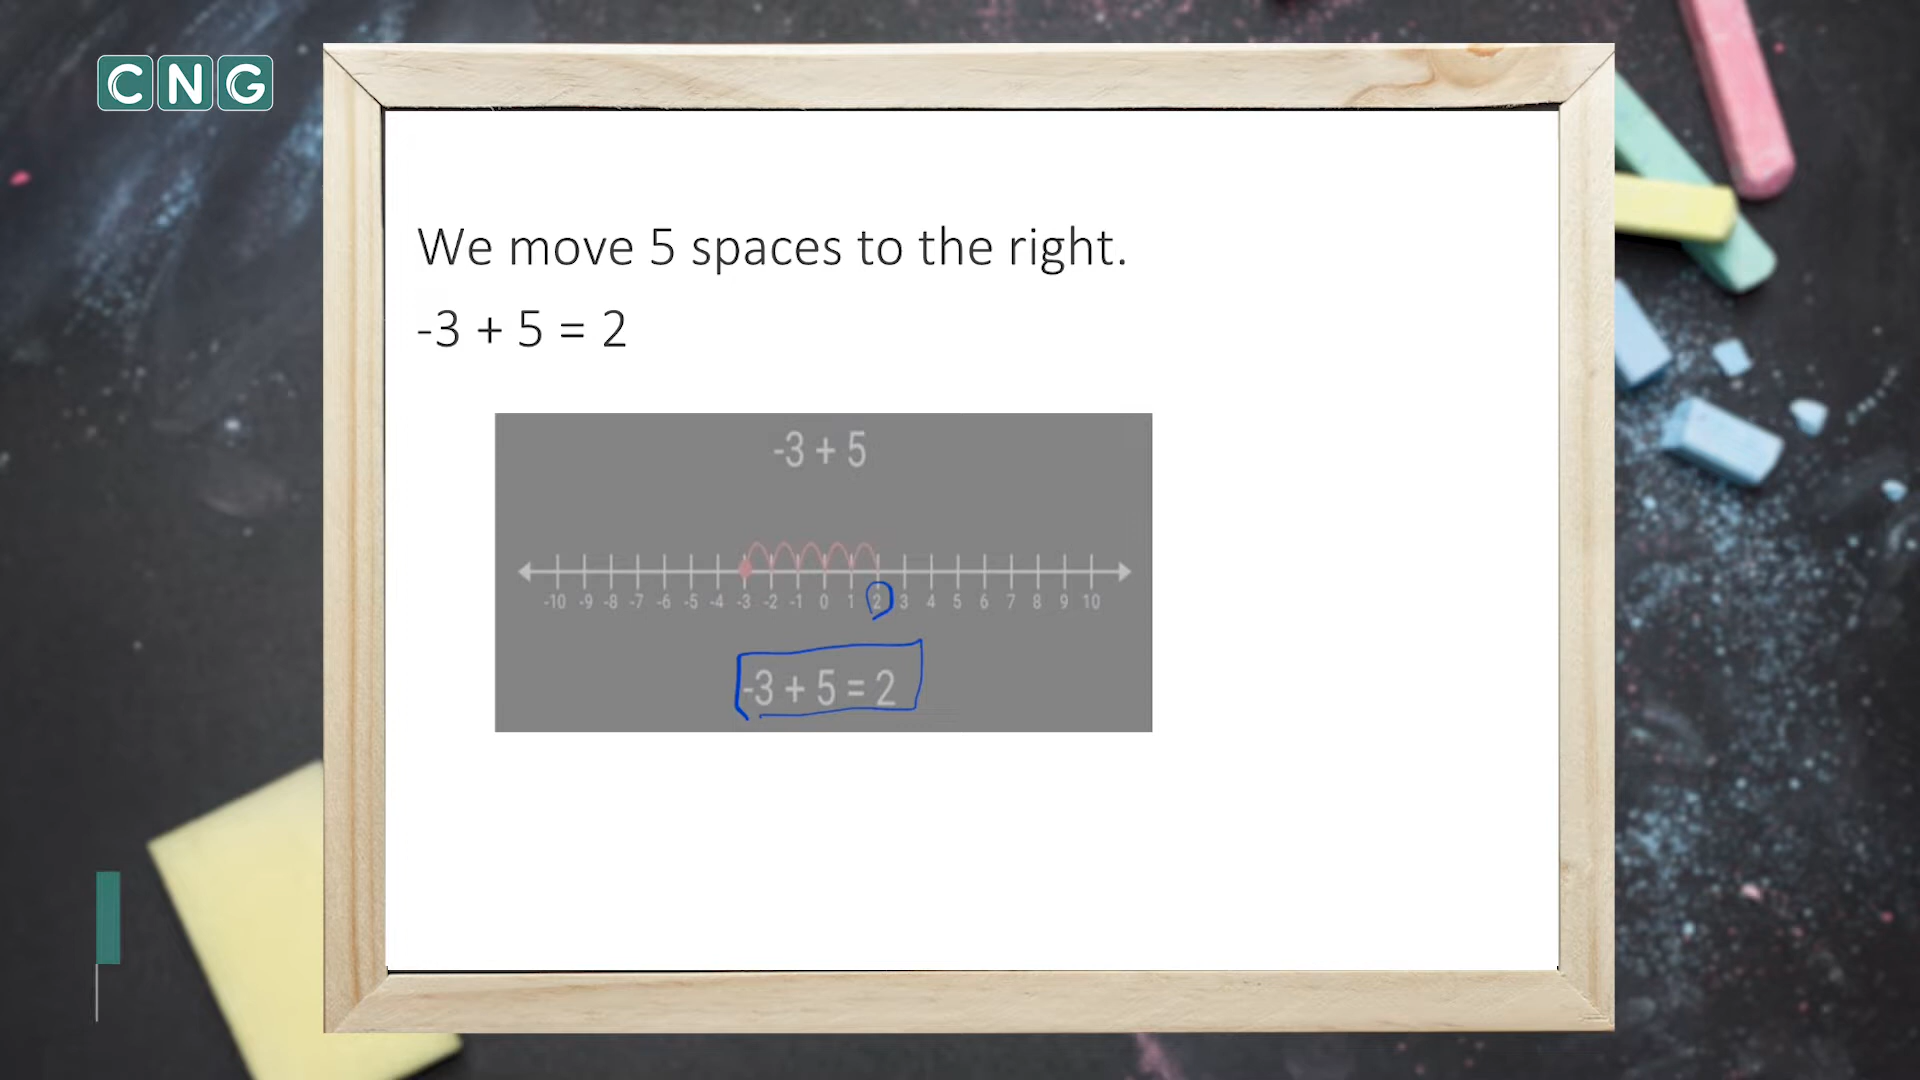 CNG
We move 5 spaces to the right.
-3 + 5 = 2
-3 + 5
-10 -9 -8 -7 -6 -5 -4 -3 -2 -1 0 1 2 3 4 5 6 7 8 9 10
-3 + 5 = 2